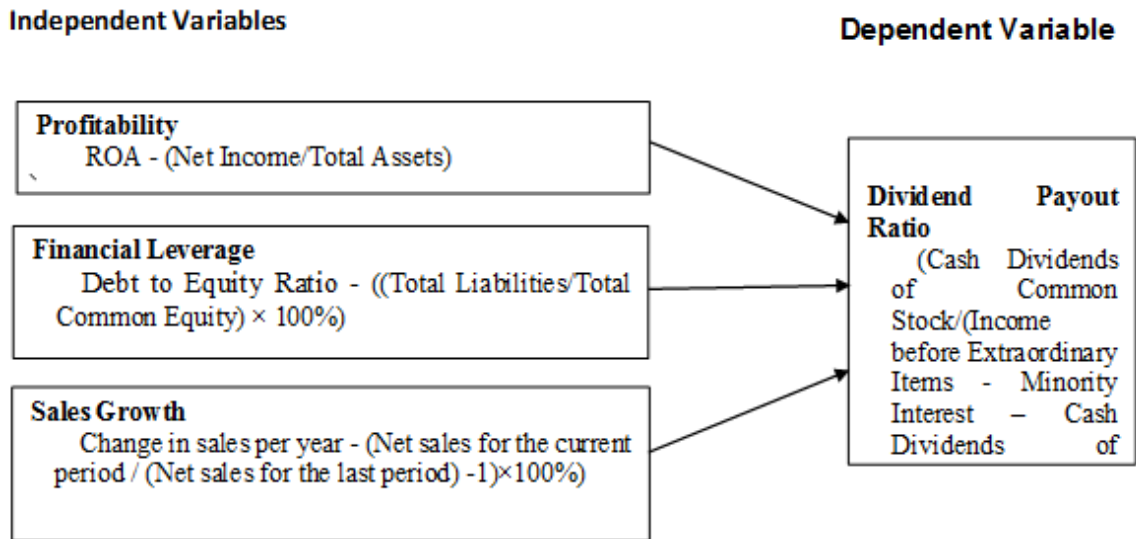 Independent Variables
Dependent Variable
Profitability
ROA - (Net Income/Total Assets)
Financial Leverage
Debt to Equity Ratio - ((Total Liabilities/Total
Common Equity) × 100%)
Sales Growth
Change in sales per year - (Net sales for the current
period / (Net sales for the last period) -1)×100%)
Dividend Payout
Ratio
(Cash Dividends
of Common
Stock/(Income
before Extraordinary
Items - Minority
Interest – Cash
Dividends of